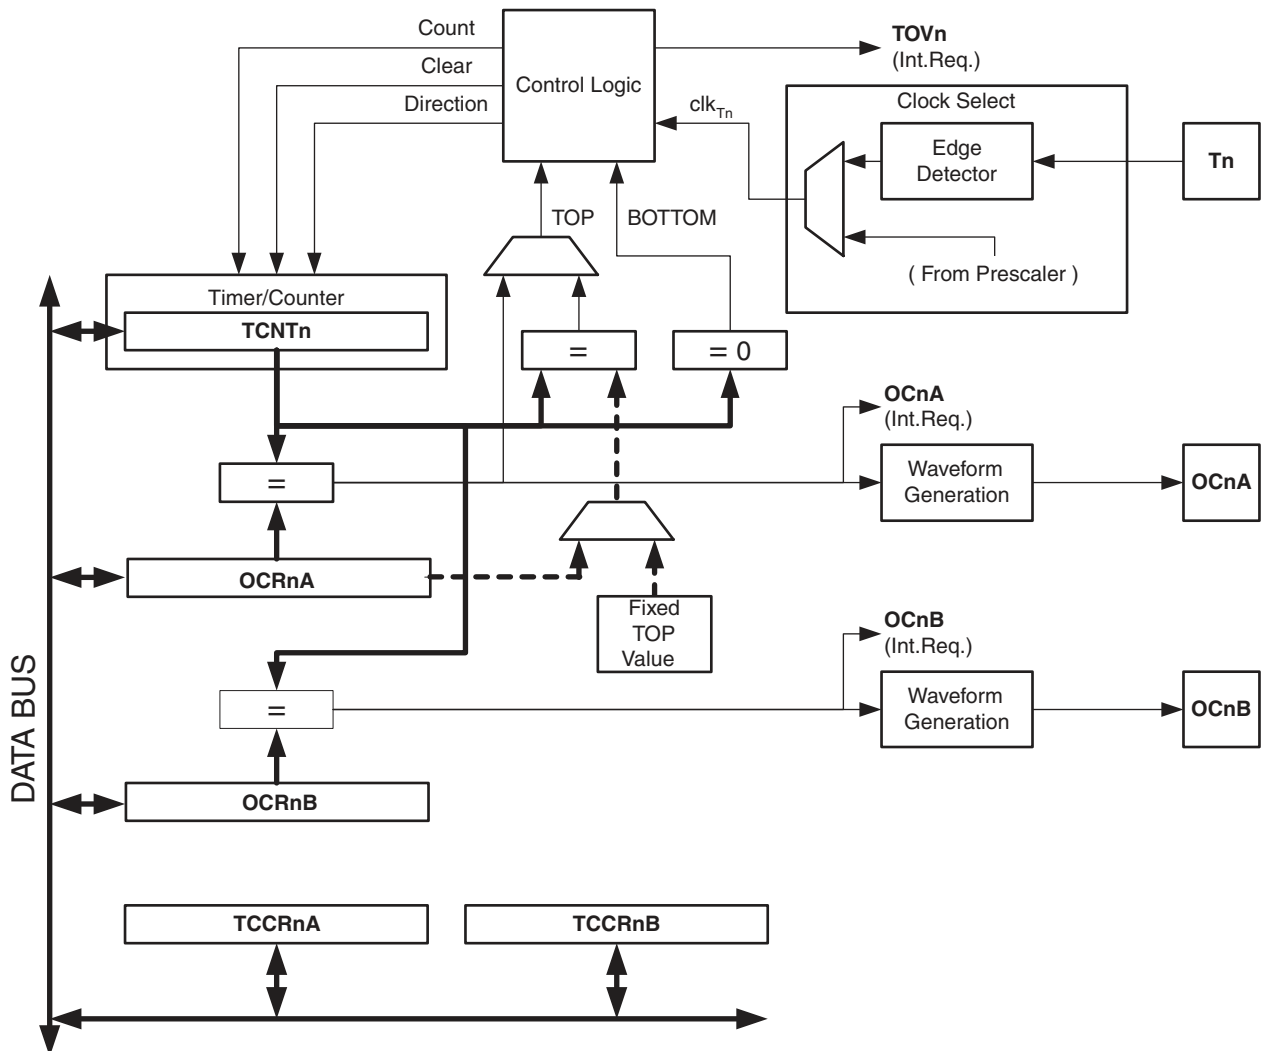 Count
Clear
Direction
Control Logic
TOVn
(Int.Req.)
clkTn
Clock Select
Edge
Detector
Tn
( From Prescaler )
TOP
BOTTOM
Timer/Counter
TCNTn
=
= 0
OCnA
(Int.Req.)
=
Waveform
Generation
OCnA
OCRnA
Fixed
TOP
Value
OCnB
(Int.Req.)
=
Waveform
Generation
OCnB
OCRnB
DATA BUS
TCCRnA
TCCRnB